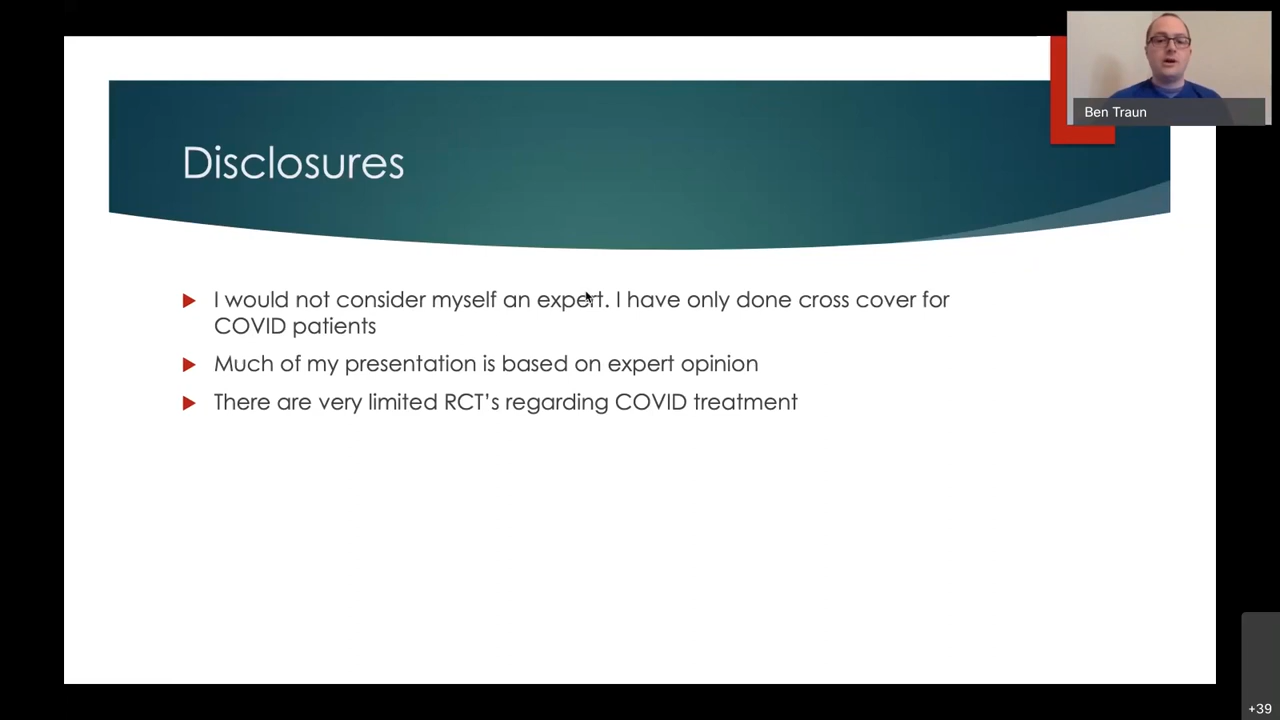 Ben Traun
Disclosures
I would not consider myself an expert. I have only done cross cover for
COVID patients
Much of my presentation is based on expert opinion
There are very limited RCT's regarding COVID treatment
+39